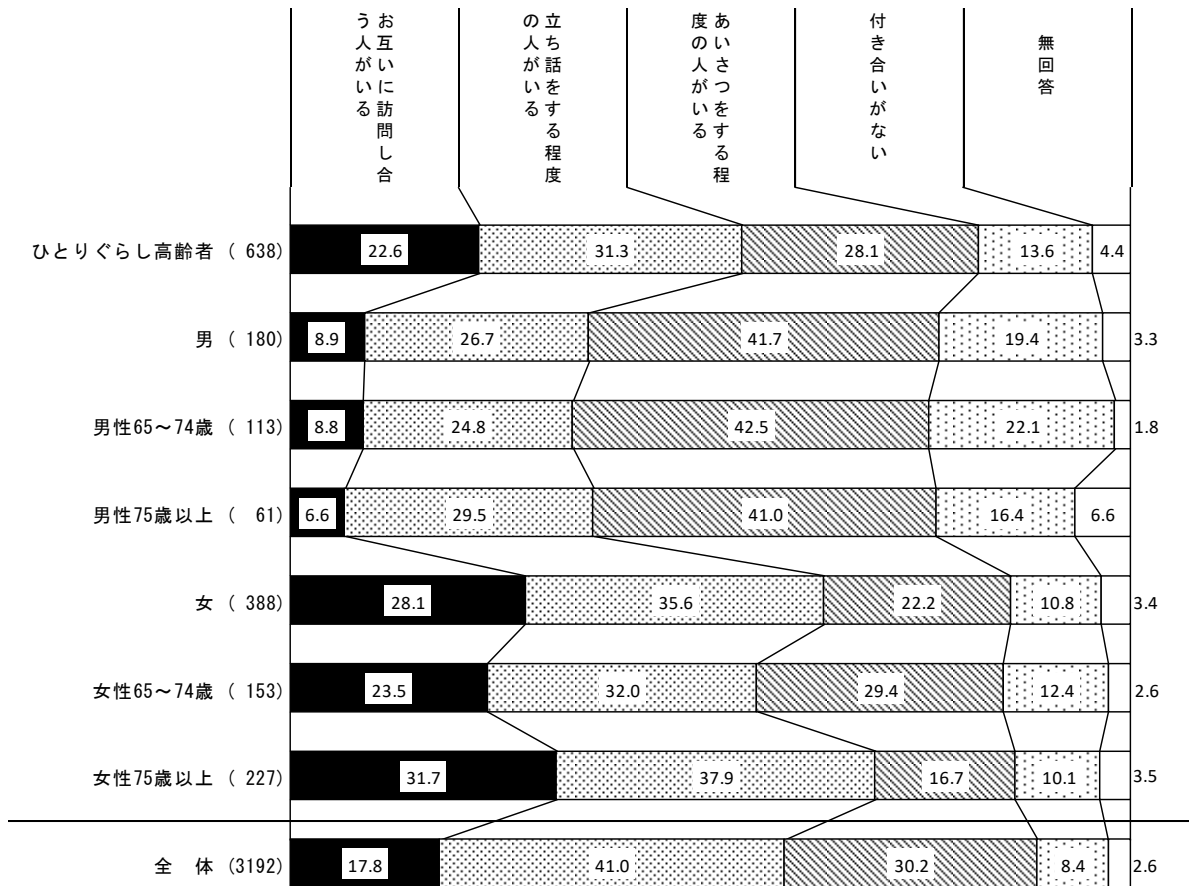 お互いに訪問し合
う人がいる
立ち話をする程度
の人がいる
あいさつをする程
度の人がいる
付き合いがない
無回答
ひとりぐらし高齢者 ( 638) 22.6 31.3 28.1 13.6 4.4
男 ( 180) 8.9 26.7 41.7 19.4 3.3
男性65～74歳 ( 113) 8.8 24.8 42.5 22.1 1.8
男性75歳以上 ( 61) 6.6 29.5 41.0 16.4 6.6
女 ( 388) 28.1 35.6 22.2 10.8 3.4
女性65～74歳 ( 153) 23.5 32.0 29.4 12.4 2.6
女性75歳以上 ( 227) 31.7 37.9 16.7 10.1 3.5
全 体 (3192) 17.8 41.0 30.2 8.4 2.6